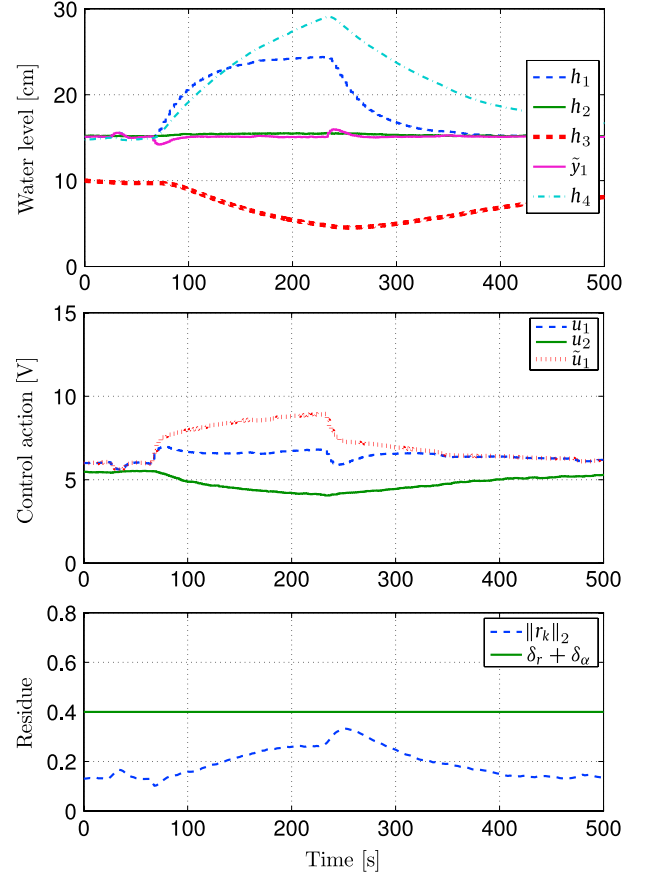 30
20
10
0
Water level [cm]
h₁
h₂
h₃
ỹ₁
h₄
0 100 200 300 400 500
15
10
5
0
Control action [V]
u₁
u₂
ũ₁
0 100 200 300 400 500
0.8
0.6
0.4
0.2
0
Residue
‖rₖ‖₂
δᵣ + δ_α
0 100 200 300 400 500
Time [s]